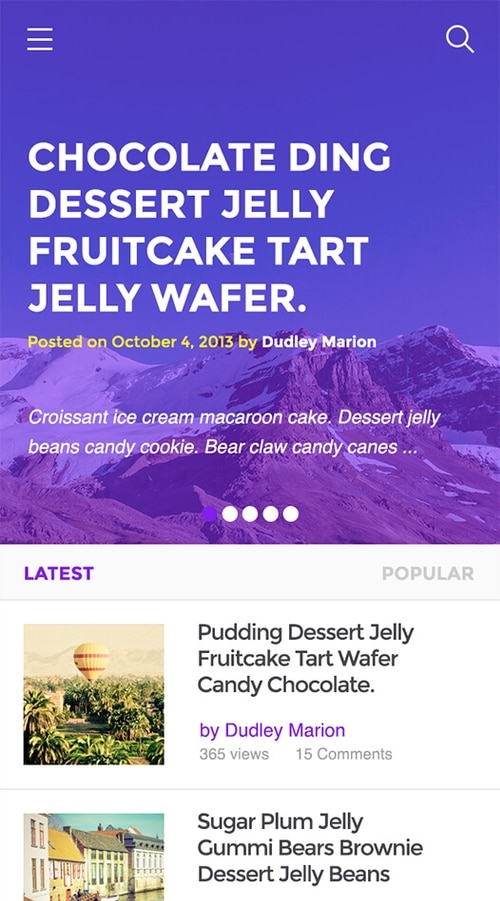 CHOCOLATE DING
DESSERT JELLY
FRUITCAKE TART
JELLY WAFER.
Posted on October 4, 2013 by Dudley Marion
Croissant ice cream macaroon cake. Dessert jelly
beans candy cookie. Bear claw candy canes ...
LATEST
POPULAR
Pudding Dessert Jelly
Fruitcake Tart Wafer
Candy Chocolate.
by Dudley Marion
365 views 15 Comments
Sugar Plum Jelly
Gummi Bears Brownie
Dessert Jelly Beans